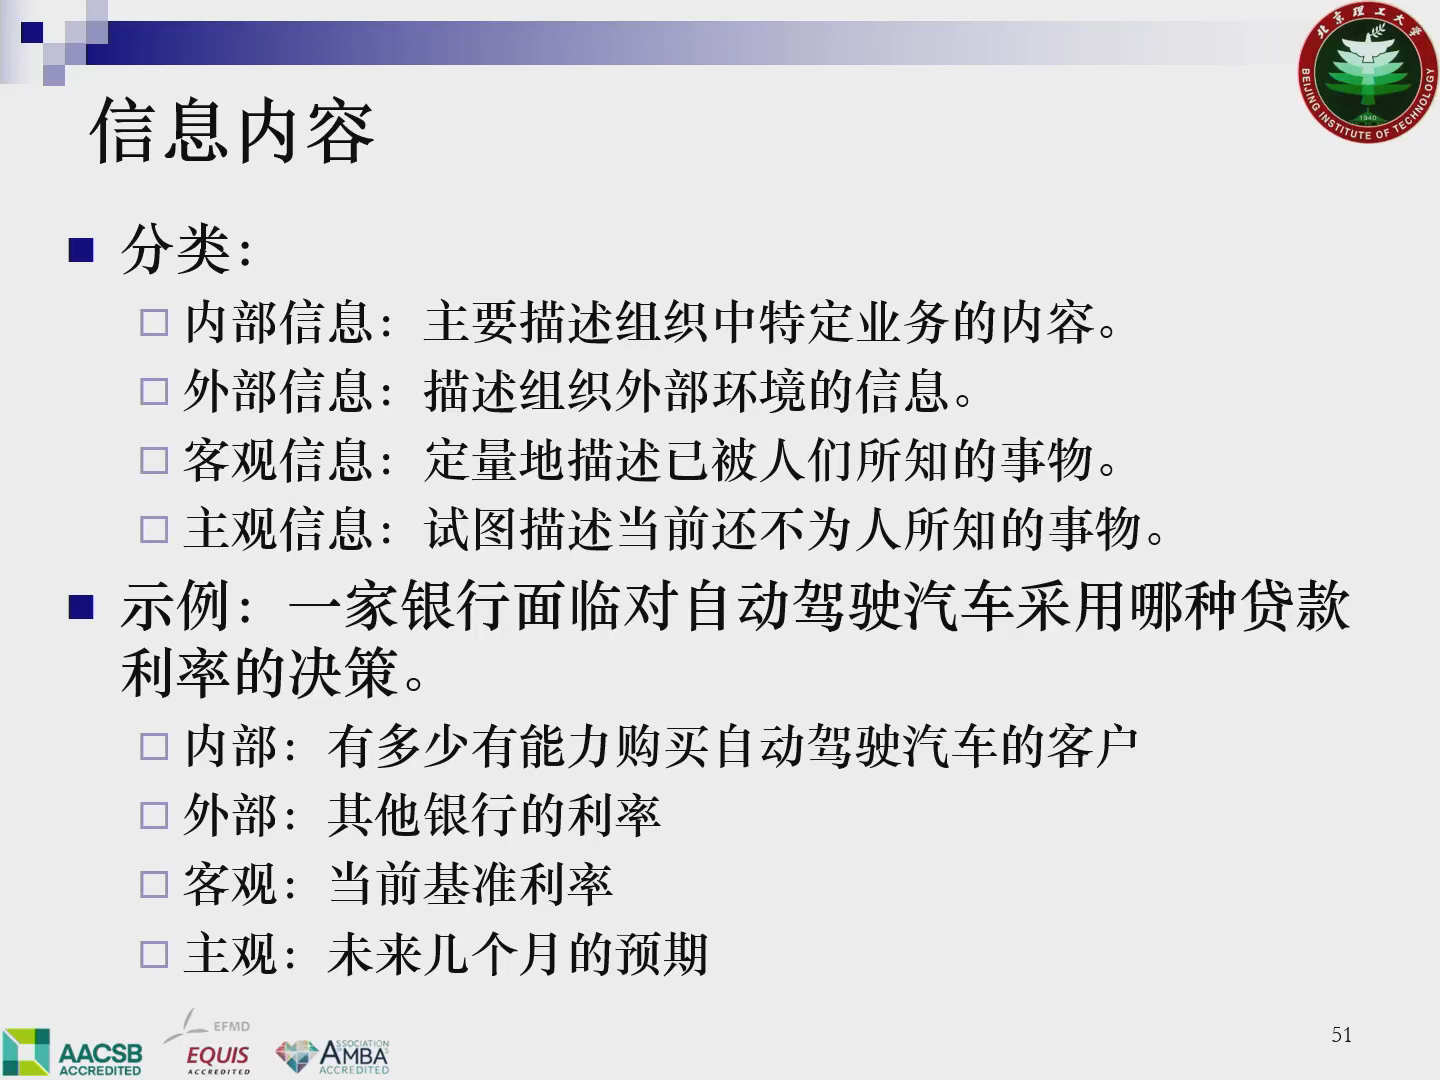 北京理工大学
BEIJING INSTITUTE OF TECHNOLOGY
1940
信息内容
分类：
内部信息：主要描述组织中特定业务的内容。
外部信息：描述组织外部环境的信息。
客观信息：定量地描述已被人们所知的事物。
主观信息：试图描述当前还不为人所知的事物。
示例：一家银行面临对自动驾驶汽车采用哪种贷款
利率的决策。
内部：有多少有能力购买自动驾驶汽车的客户
外部：其他银行的利率
客观：当前基准利率
主观：未来几个月的预期
AACSB
ACCREDITED
EFMD
EQUIS
ACCREDITED
ASSOCIATION
AMBAS
ACCREDITED
51